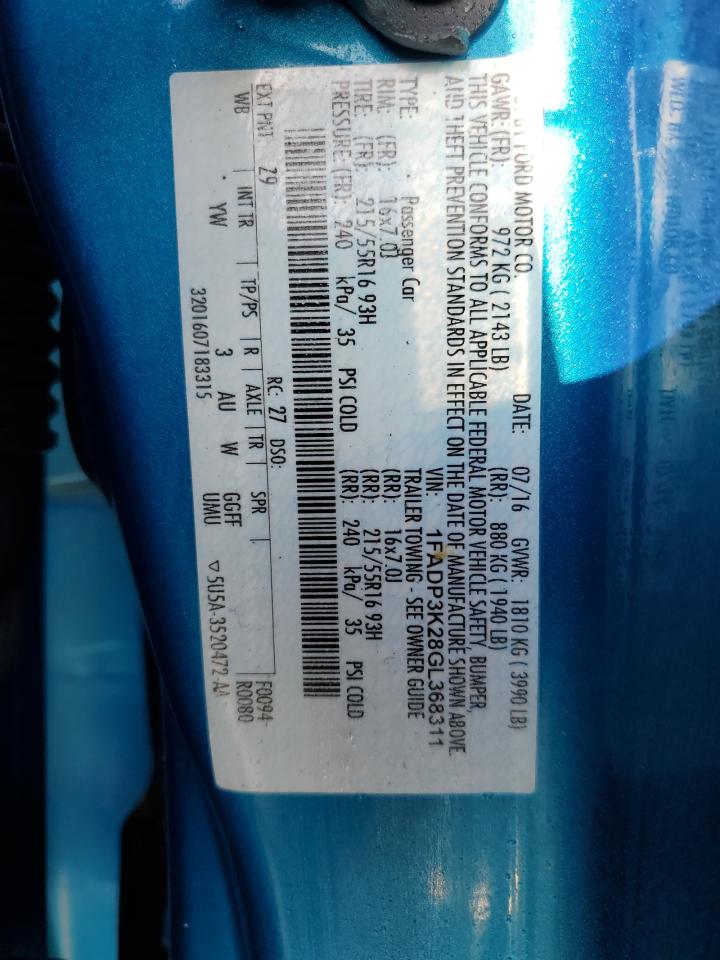 BY FORD MOTOR CO.
DATE: 07/16 GVWR: 1810 KG ( 3990 LB)
GAWR: (FR): 972 KG ( 2143 LB) (RR): 880 KG ( 1940 LB)
THIS VEHICLE CONFORMS TO ALL APPLICABLE FEDERAL MOTOR VEHICLE SAFETY, BUMPER,
AND THEFT PREVENTION STANDARDS IN EFFECT ON THE DATE OF MANUFACTURE SHOWN ABOVE.
VIN: 1FADP3K28GL368311
TYPE: Passenger Car TRAILER TOWING - SEE OWNER GUIDE
RIM: (FR): 16x7.0J (RR): 16x7.0J
TIRE: (FR): 215/55R16 93H (RR): 215/55R16 93H
PRESSURE: (FR): 240 kPa/ 35 PSI COLD (RR): 240 kPa/ 35 PSI COLD
RC: 27 DSO: F0094-
EXT PNT Z9 R0080
WB INT TR TP/PS R AXLE TR SPR
YW 3 AU W GGFF
UMU
3201607183315 ▽5U5A-3520472-AA